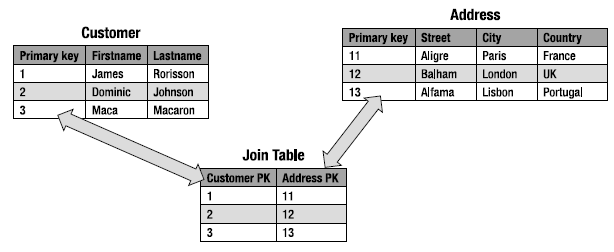 Customer
Primary key Firstname Lastname
1 James Rorisson
2 Dominic Johnson
3 Maca Macaron
Address
Primary key Street City Country
11 Aligre Paris France
12 Balham London UK
13 Alfama Lisbon Portugal
Join Table
Customer PK Address PK
1 11
2 12
3 13